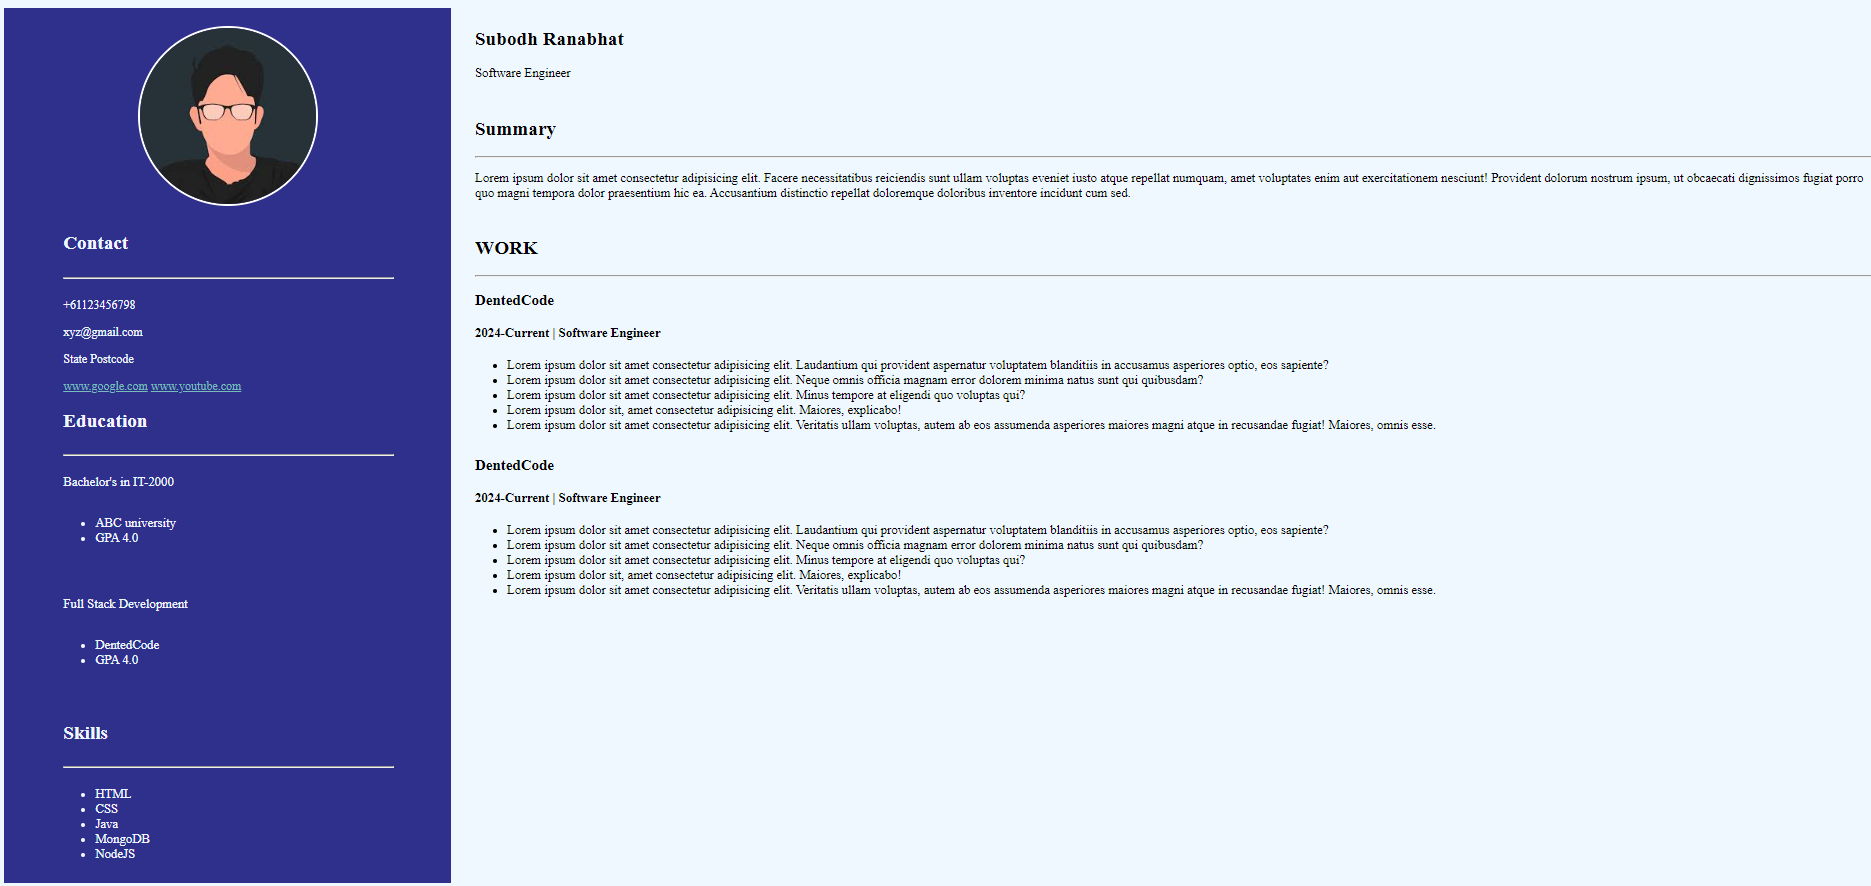 Contact
+61123456798
xyz@gmail.com
State Postcode
www.google.com www.youtube.com
Education
Bachelor's in IT-2000
ABC university
GPA 4.0
Full Stack Development
DentedCode
GPA 4.0
Skills
HTML
CSS
Java
MongoDB
NodeJS
Subodh Ranabhat
Software Engineer
Summary
Lorem ipsum dolor sit amet consectetur adipisicing elit. Facere necessitatibus reiciendis sunt ullam voluptas eveniet iusto atque repellat numquam, amet voluptates enim aut exercitationem nesciunt! Provident dolorum nostrum ipsum, ut obcaecati dignissimos fugiat porro
quo magni tempora dolor praesentium hic ea. Accusantium distinctio repellat doloremque doloribus inventore incidunt cum sed.
WORK
DentedCode
2024-Current | Software Engineer
Lorem ipsum dolor sit amet consectetur adipisicing elit. Laudantium qui provident aspernatur voluptatem blanditiis in accusamus asperiores optio, eos sapiente?
Lorem ipsum dolor sit amet consectetur adipisicing elit. Neque omnis officia magnam error dolorem minima natus sunt qui quibusdam?
Lorem ipsum dolor sit amet consectetur adipisicing elit. Minus tempore at eligendi quo voluptas qui?
Lorem ipsum dolor sit, amet consectetur adipisicing elit. Maiores, explicabo!
Lorem ipsum dolor sit amet consectetur adipisicing elit. Veritatis ullam voluptas, autem ab eos assumenda asperiores maiores magni atque in recusandae fugiat! Maiores, omnis esse.
DentedCode
2024-Current | Software Engineer
Lorem ipsum dolor sit amet consectetur adipisicing elit. Laudantium qui provident aspernatur voluptatem blanditiis in accusamus asperiores optio, eos sapiente?
Lorem ipsum dolor sit amet consectetur adipisicing elit. Neque omnis officia magnam error dolorem minima natus sunt qui quibusdam?
Lorem ipsum dolor sit amet consectetur adipisicing elit. Minus tempore at eligendi quo voluptas qui?
Lorem ipsum dolor sit, amet consectetur adipisicing elit. Maiores, explicabo!
Lorem ipsum dolor sit amet consectetur adipisicing elit. Veritatis ullam voluptas, autem ab eos assumenda asperiores maiores magni atque in recusandae fugiat! Maiores, omnis esse.